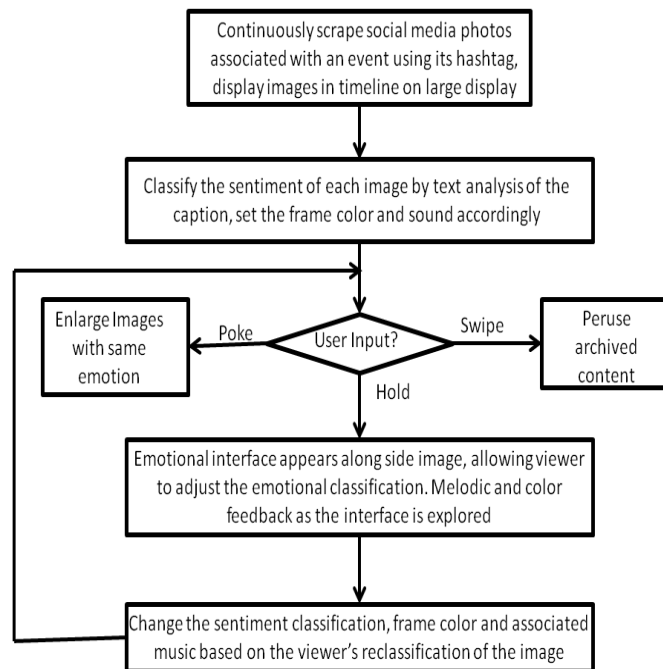 Continuously scrape social media photos
associated with an event using its hashtag,
display images in timeline on large display
Classify the sentiment of each image by text analysis of the
caption, set the frame color and sound accordingly
Enlarge Images
with same
emotion
Poke
User Input?
Swipe
Peruse
archived
content
Hold
Emotional interface appears along side image, allowing viewer
to adjust the emotional classification. Melodic and color
feedback as the interface is explored
Change the sentiment classification, frame color and associated
music based on the viewer's reclassification of the image